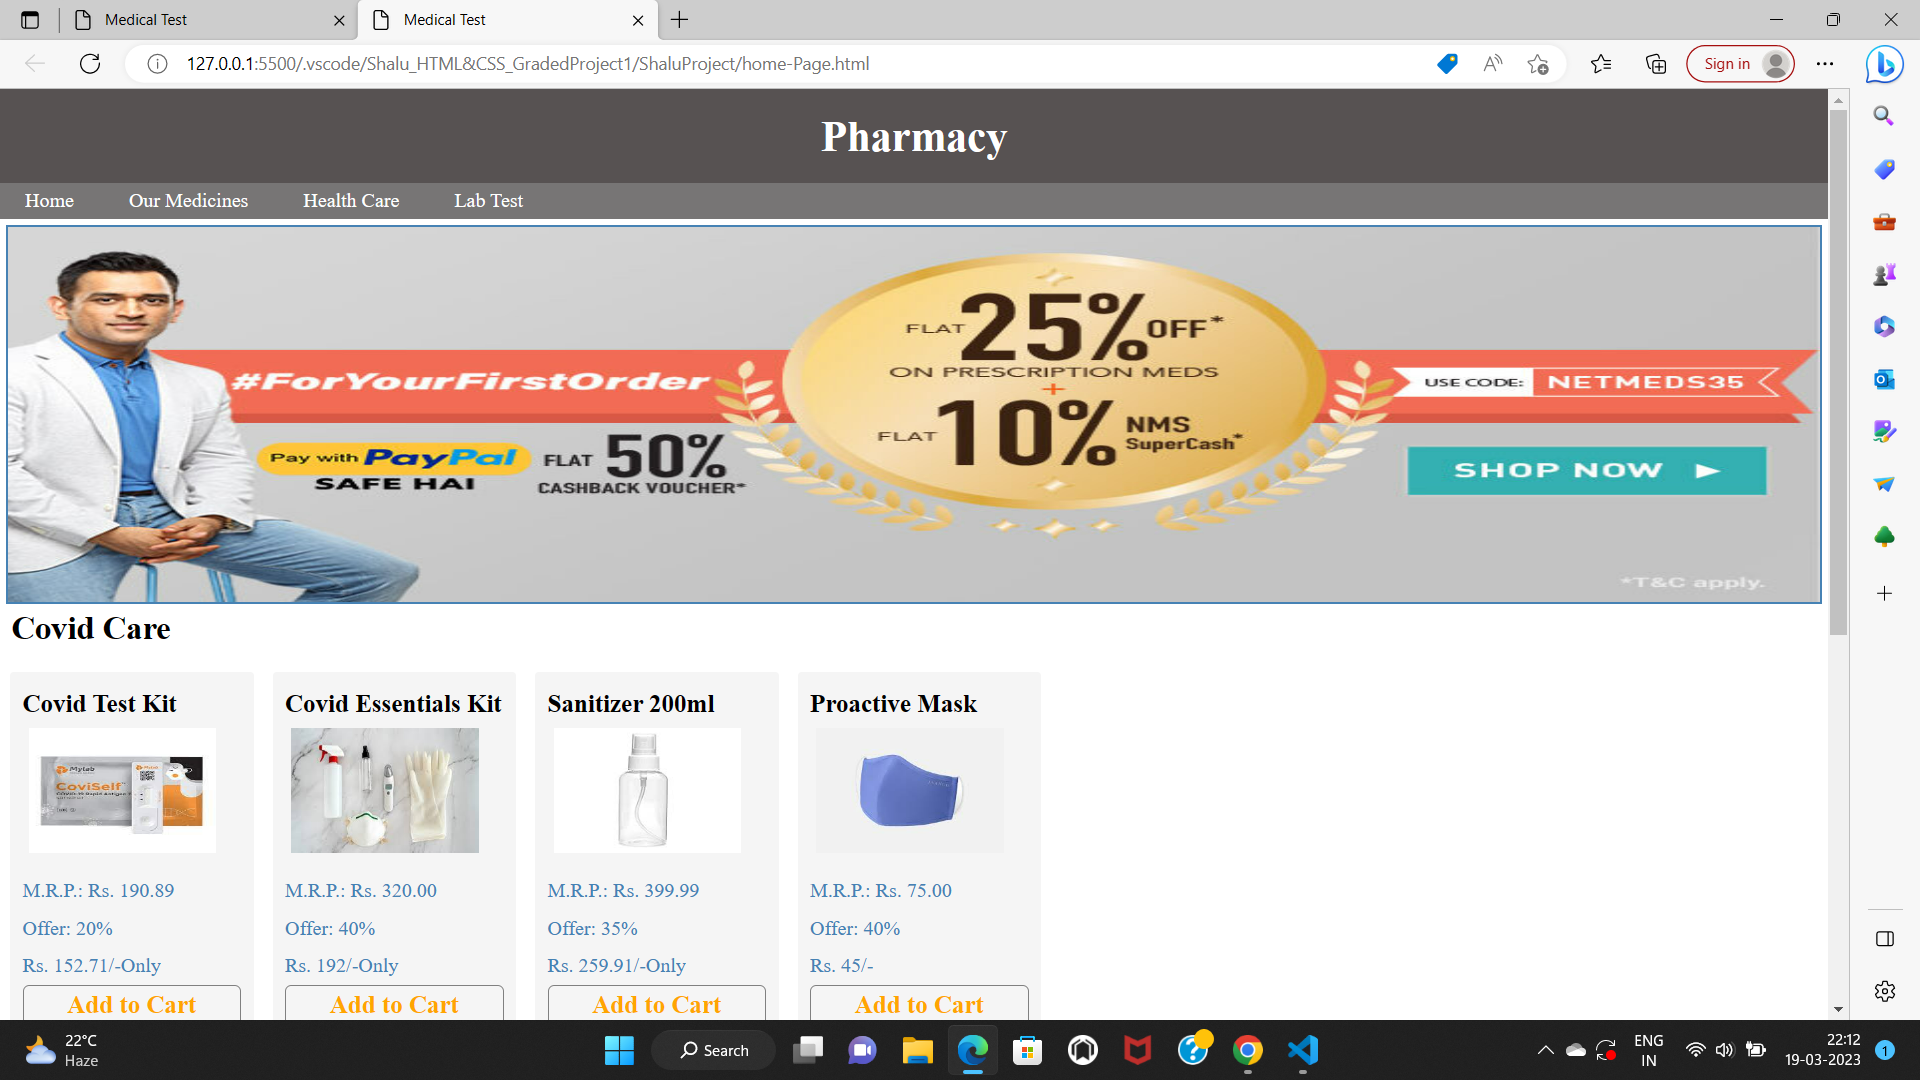 Medical Test
Medical Test
127.0.0.1:5500/.vscode/Shalu_HTML&CSS_GradedProject1/ShaluProject/home-Page.html
Sign in
Pharmacy
Home Our Medicines Health Care Lab Test
FLAT 25% OFF*
ON PRESCRIPTION MEDS
+
FLAT 10% NMS SuperCash*
#ForYourFirstOrder
USE CODE: NETMEDS35
Pay with PayPal
SAFE HAI
FLAT 50%
CASHBACK VOUCHER*
SHOP NOW
*T&C apply.
Covid Care
Covid Test Kit
Mylab
CoviSelf
M.R.P.: Rs. 190.89
Offer: 20%
Rs. 152.71/-Only
Add to Cart
Covid Essentials Kit
M.R.P.: Rs. 320.00
Offer: 40%
Rs. 192/-Only
Add to Cart
Sanitizer 200ml
M.R.P.: Rs. 399.99
Offer: 35%
Rs. 259.91/-Only
Add to Cart
Proactive Mask
M.R.P.: Rs. 75.00
Offer: 40%
Rs. 45/-
Add to Cart
22°C
Haze
Search
ENG
IN
22:12
19-03-2023
1